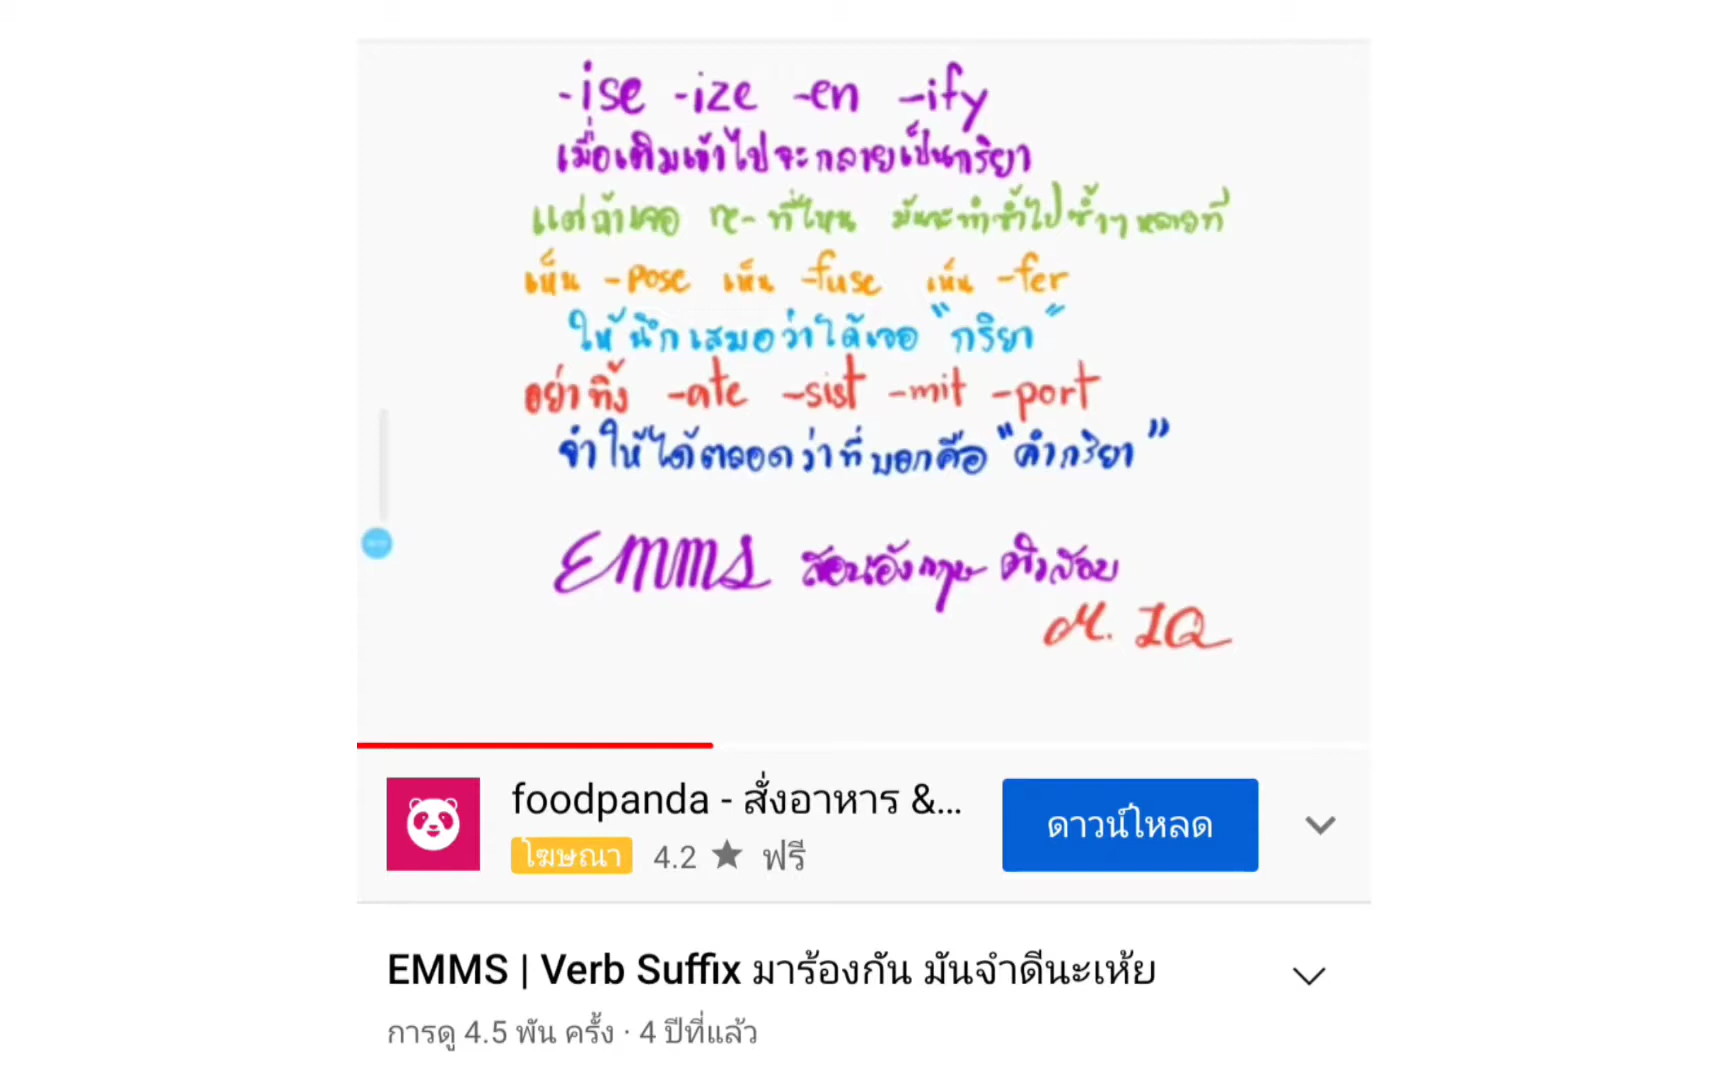 -ise -ize -en -ify
เมื่อเติมเข้าไปจะกลายเป็นกริยา
แต่ถ้าเจอ re- ที่ไหน มันจะทำซ้ำไปซ้ำๆ หลายที
เห็น -pose เห็น -fuse เห็น -fer
ให้นึกเสมอว่าได้เจอ "กริยา"
อย่าทิ้ง -ate -sist -mit -port
จำให้ได้ตลอดว่าที่บอกคือ "คำกริยา"
EMMS สอนอังกฤษ ติวสอบ
M. IQ
foodpanda - สั่งอาหาร &...
ดาวน์โหลด
โฆษณา 4.2 ★ ฟรี
EMMS | Verb Suffix มาร้องกัน มันจำดีนะเห้ย
การดู 4.5 พัน ครั้ง · 4 ปีที่แล้ว